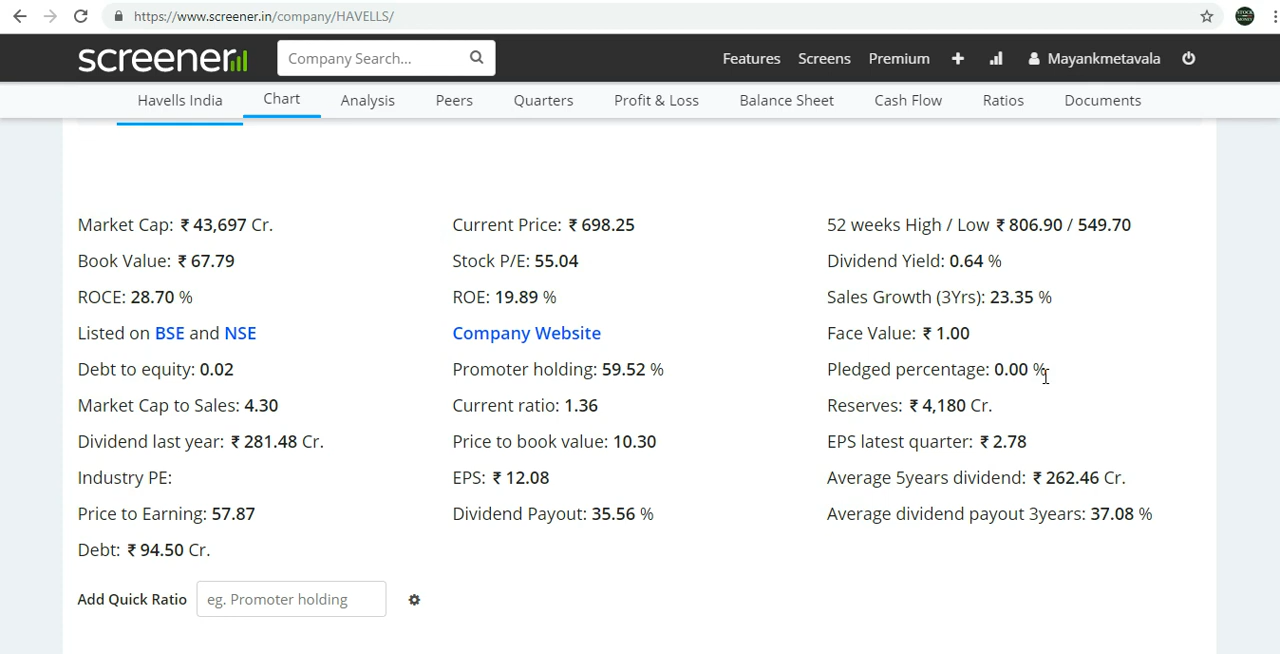 https://www.screener.in/company/HAVELLS/
screener Company Search... Features Screens Premium Mayankmetavala
Havells India Chart Analysis Peers Quarters Profit & Loss Balance Sheet Cash Flow Ratios Documents
Market Cap: ₹ 43,697 Cr. Current Price: ₹ 698.25 52 weeks High / Low ₹ 806.90 / 549.70
Book Value: ₹ 67.79 Stock P/E: 55.04 Dividend Yield: 0.64 %
ROCE: 28.70 % ROE: 19.89 % Sales Growth (3Yrs): 23.35 %
Listed on BSE and NSE Company Website Face Value: ₹ 1.00
Debt to equity: 0.02 Promoter holding: 59.52 % Pledged percentage: 0.00 %
Market Cap to Sales: 4.30 Current ratio: 1.36 Reserves: ₹ 4,180 Cr.
Dividend last year: ₹ 281.48 Cr. Price to book value: 10.30 EPS latest quarter: ₹ 2.78
Industry PE: EPS: ₹ 12.08 Average 5years dividend: ₹ 262.46 Cr.
Price to Earning: 57.87 Dividend Payout: 35.56 % Average dividend payout 3years: 37.08 %
Debt: ₹ 94.50 Cr.
Add Quick Ratio eg. Promoter holding